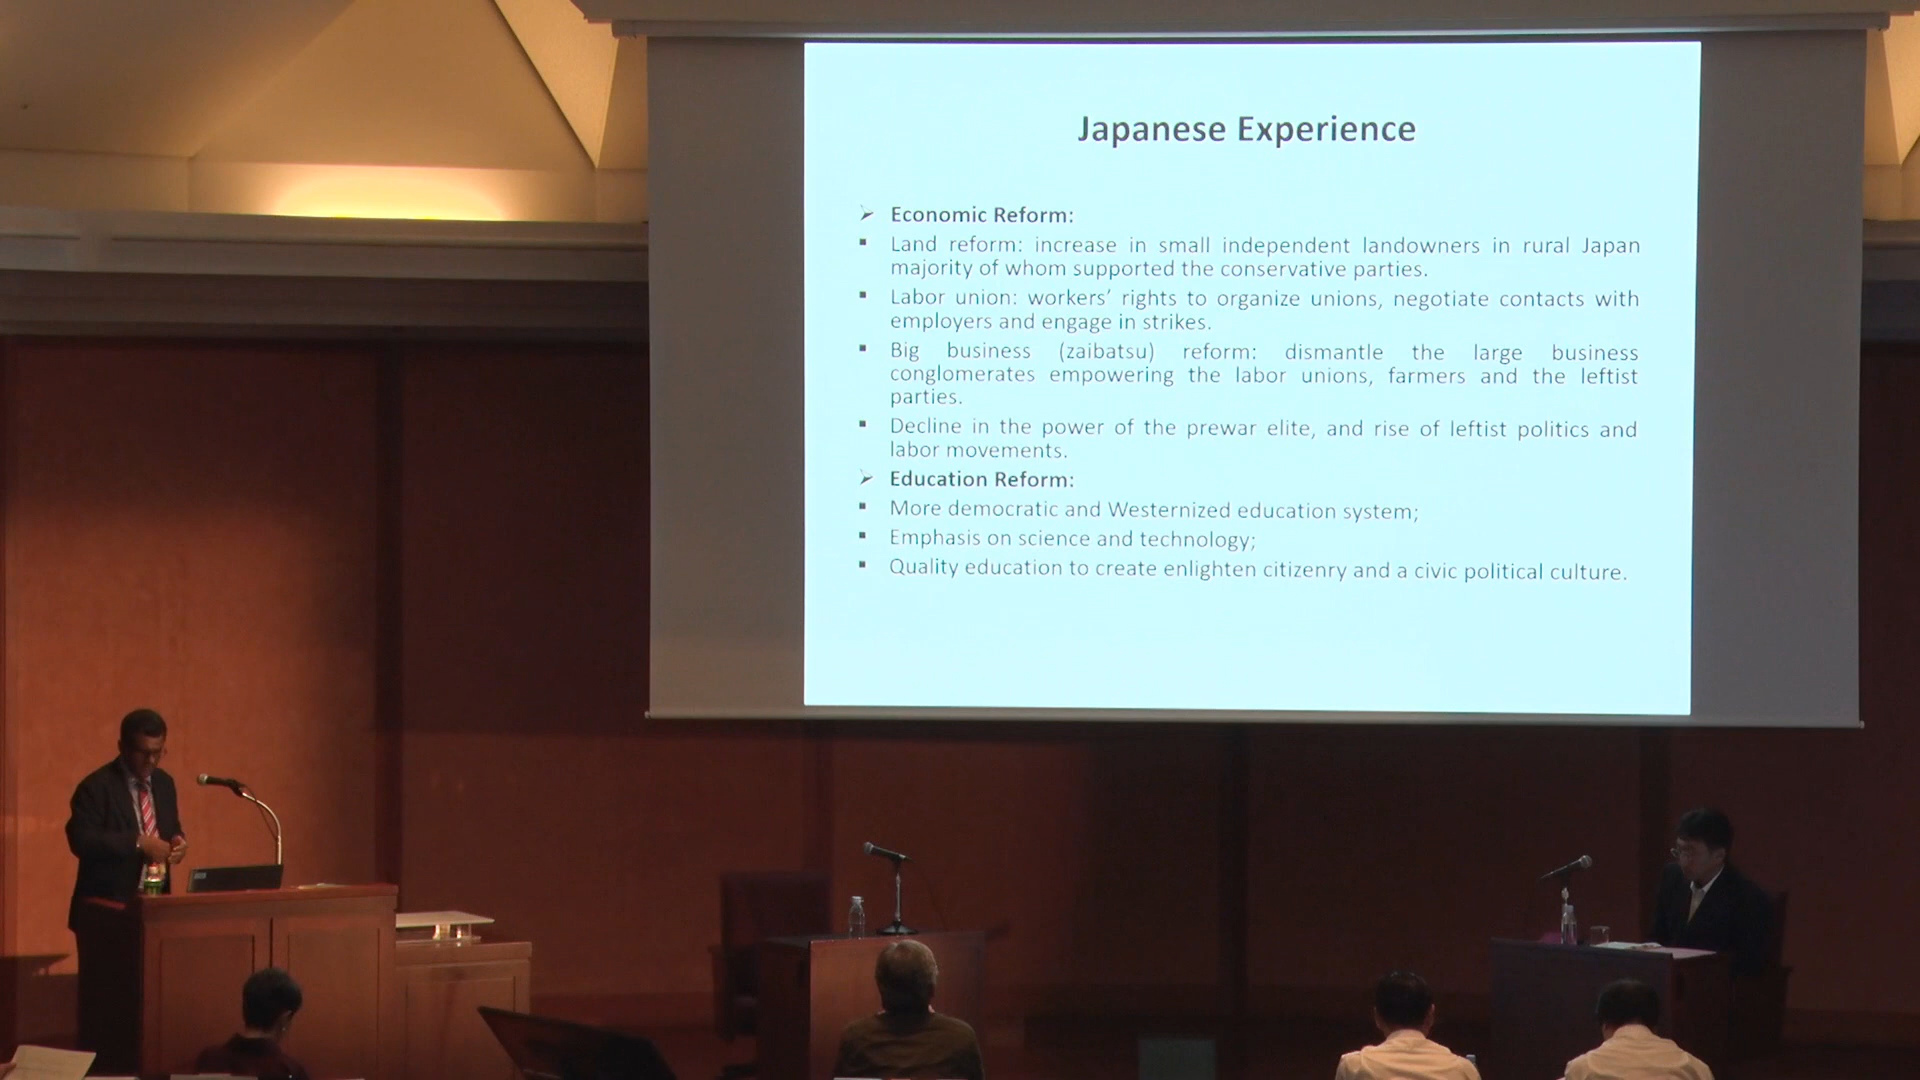 Japanese Experience
Economic Reform:
Land reform: increase in small independent landowners in rural Japan
majority of whom supported the conservative parties.
Labor union: workers’ rights to organize unions, negotiate contacts with
employers and engage in strikes.
Big business (zaibatsu) reform: dismantle the large business
conglomerates empowering the labor unions, farmers and the leftist
parties.
Decline in the power of the prewar elite, and rise of leftist politics and
labor movements.
Education Reform:
More democratic and Westernized education system;
Emphasis on science and technology;
Quality education to create enlighten citizenry and a civic political culture.